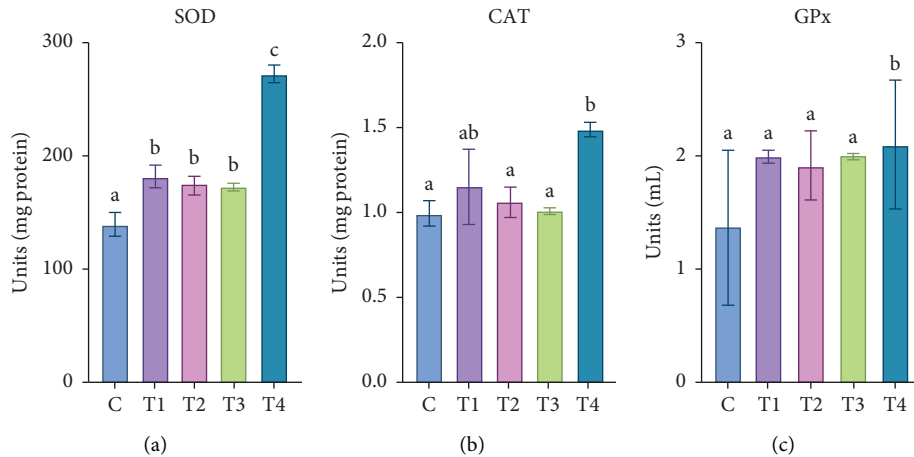 SOD
Units (mg protein)
300
200
100
0
a
b
b
b
c
C T1 T2 T3 T4
(a)
CAT
Units (mg protein)
2.0
1.5
1.0
0.5
0.0
a
ab
a
a
b
C T1 T2 T3 T4
(b)
GPx
Units (mL)
3
2
1
0
a
a
a
a
b
C T1 T2 T3 T4
(c)